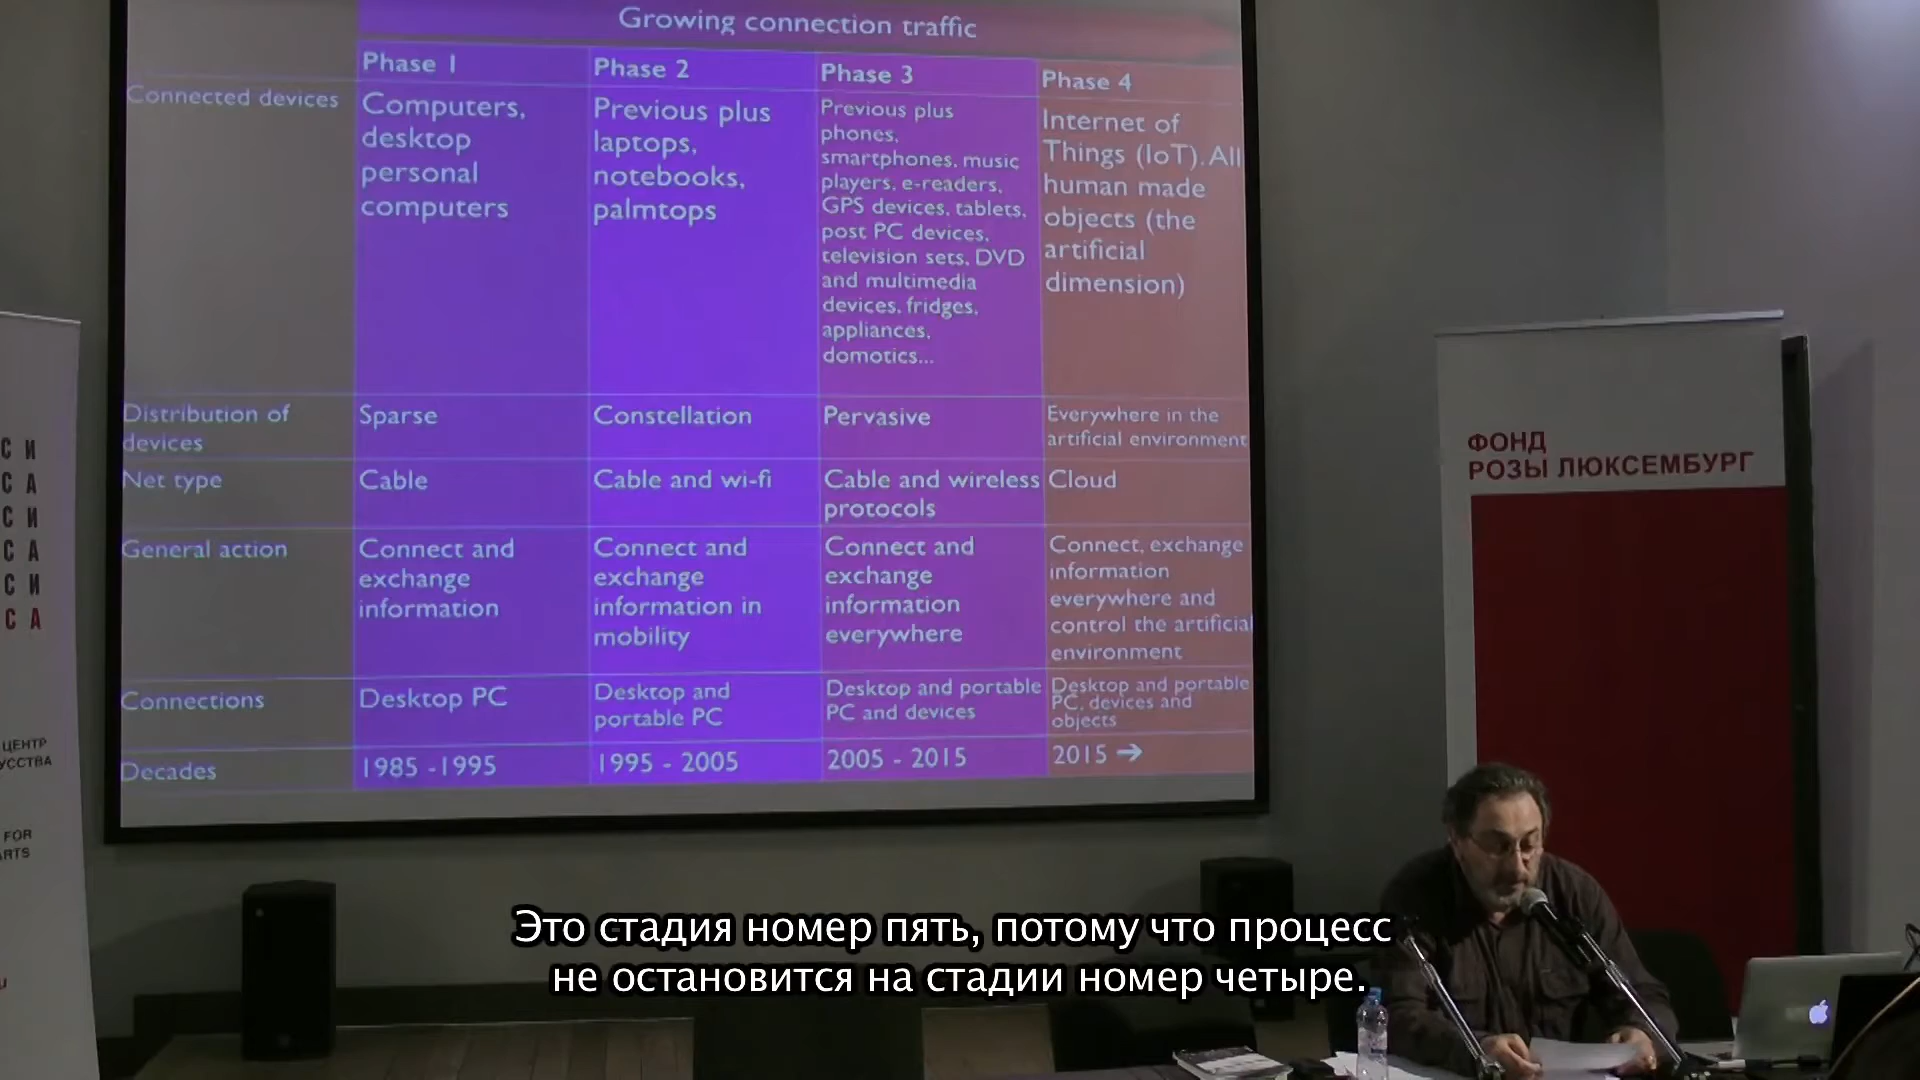 Growing connection traffic
Phase 1
Phase 2
Phase 3
Phase 4
Connected devices
Computers,
desktop
personal
computers
Previous plus
laptops,
notebooks,
palmtops
Previous plus
phones,
smartphones, music
players, e-readers,
GPS devices, tablets,
post PC devices,
television sets, DVD
and multimedia
devices, fridges,
appliances,
domotics...
Internet of
Things (IoT). All
human made
objects (the
artificial
dimension)
Distribution of
devices
Sparse
Constellation
Pervasive
Everywhere in the
artificial environment
Net type
Cable
Cable and wi-fi
Cable and wireless
protocols
Cloud
General action
Connect and
exchange
information
Connect and
exchange
information in
mobility
Connect and
exchange
information
everywhere
Connect, exchange
information
everywhere and
control the artificial
environment
Connections
Desktop PC
Desktop and
portable PC
Desktop and portable
PC and devices
Desktop and portable
PC, devices and
objects
Decades
1985 -1995
1995 - 2005
2005 - 2015
2015 →
С И
С А
С И
С А
С И
С А
ЦЕНТР
FOR
ФОНД
РОЗЫ ЛЮКСЕМБУРГ
Это стадия номер пять, потому что процесс
не остановится на стадии номер четыре.